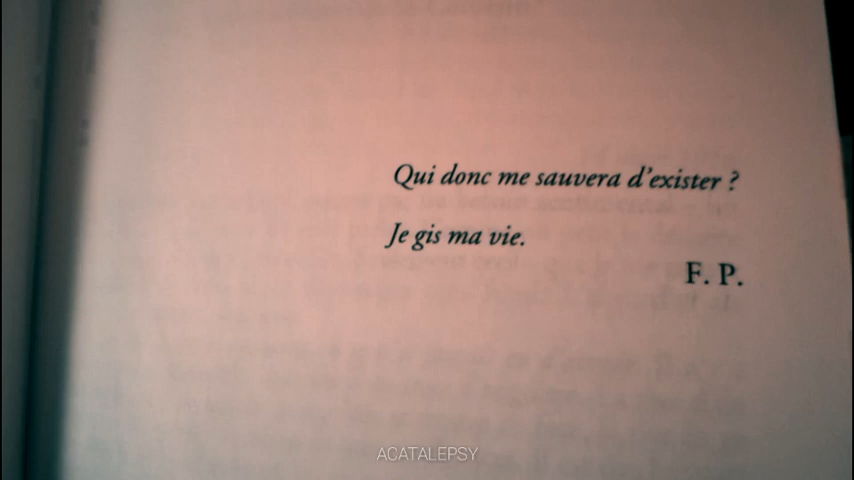 Qui donc me sauvera d'exister ?
Je gis ma vie.
F. P.
ACATALEPSY